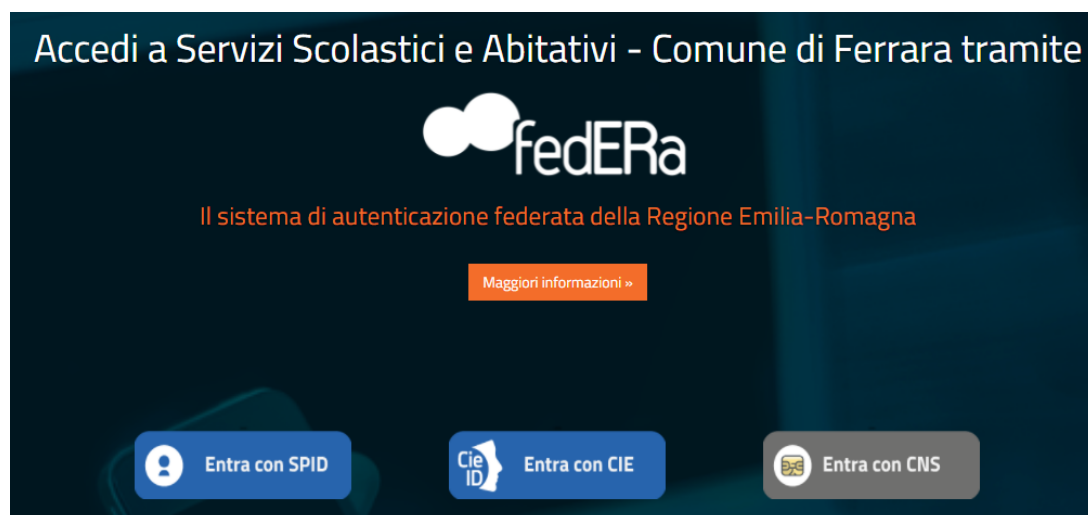 Accedi a Servizi Scolastici e Abitativi - Comune di Ferrara tramite
fedERa
Il sistema di autenticazione federata della Regione Emilia-Romagna
Maggiori informazioni »
Entra con SPID
Cie ID Entra con CIE
Entra con CNS